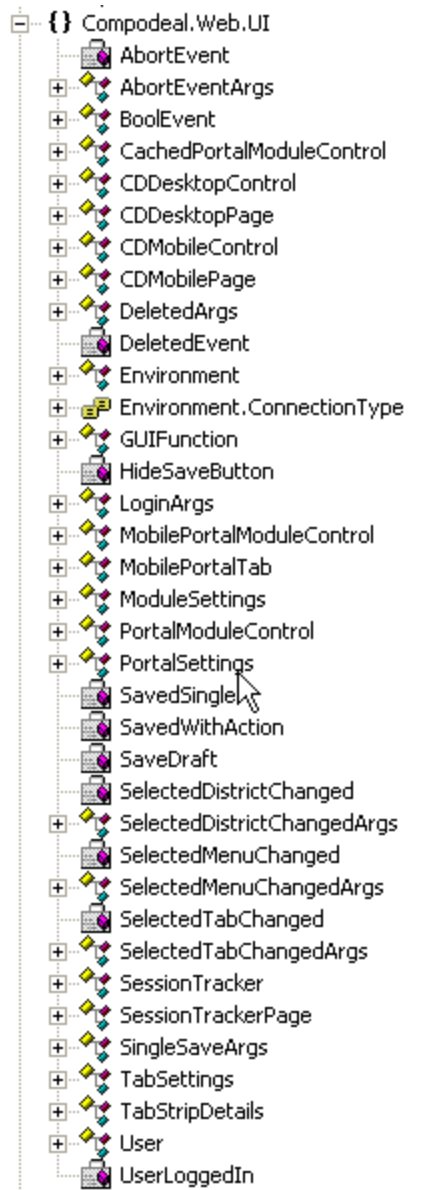 {} Compodeal.Web.UI
AbortEvent
AbortEventArgs
BoolEvent
CachedPortalModuleControl
CDDesktopControl
CDDesktopPage
CDMobileControl
CDMobilePage
DeletedArgs
DeletedEvent
Environment
Environment.ConnectionType
GUIFunction
HideSaveButton
LoginArgs
MobilePortalModuleControl
MobilePortalTab
ModuleSettings
PortalModuleControl
PortalSettings
SavedSingle
SavedWithAction
SaveDraft
SelectedDistrictChanged
SelectedDistrictChangedArgs
SelectedMenuChanged
SelectedMenuChangedArgs
SelectedTabChanged
SelectedTabChangedArgs
SessionTracker
SessionTrackerPage
SingleSaveArgs
TabSettings
TabStripDetails
User
UserLoggedIn